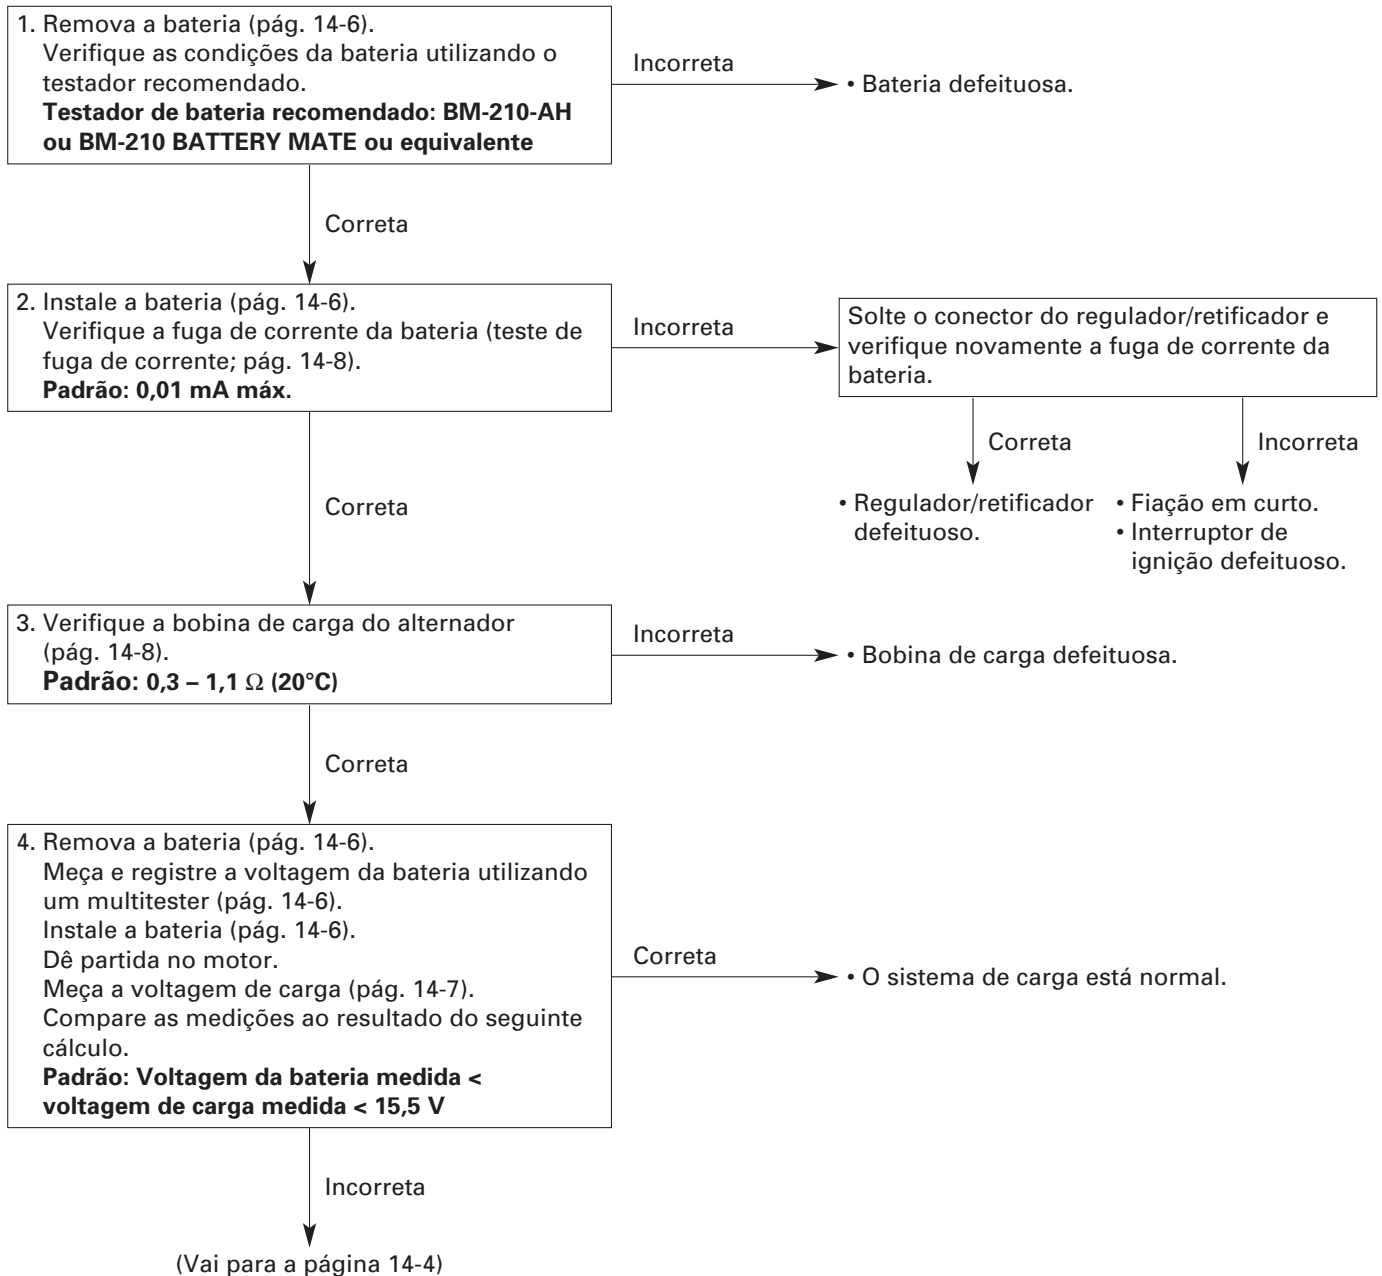 1. Remova a bateria (pág. 14-6).
Verifique as condições da bateria utilizando o
testador recomendado.
Testador de bateria recomendado: BM-210-AH
ou BM-210 BATTERY MATE ou equivalente
Incorreta
• Bateria defeituosa.
Correta
2. Instale a bateria (pág. 14-6).
Verifique a fuga de corrente da bateria (teste de
fuga de corrente; pág. 14-8).
Padrão: 0,01 mA máx.
Incorreta
Solte o conector do regulador/retificador e
verifique novamente a fuga de corrente da
bateria.
Correta
Incorreta
• Regulador/retificador
defeituoso.
• Fiação em curto.
• Interruptor de
ignição defeituoso.
Correta
3. Verifique a bobina de carga do alternador
(pág. 14-8).
Padrão: 0,3 – 1,1 Ω (20°C)
Incorreta
• Bobina de carga defeituosa.
Correta
4. Remova a bateria (pág. 14-6).
Meça e registre a voltagem da bateria utilizando
um multitester (pág. 14-6).
Instale a bateria (pág. 14-6).
Dê partida no motor.
Meça a voltagem de carga (pág. 14-7).
Compare as medições ao resultado do seguinte
cálculo.
Padrão: Voltagem da bateria medida <
voltagem de carga medida < 15,5 V
Correta
• O sistema de carga está normal.
Incorreta
(Vai para a página 14-4)